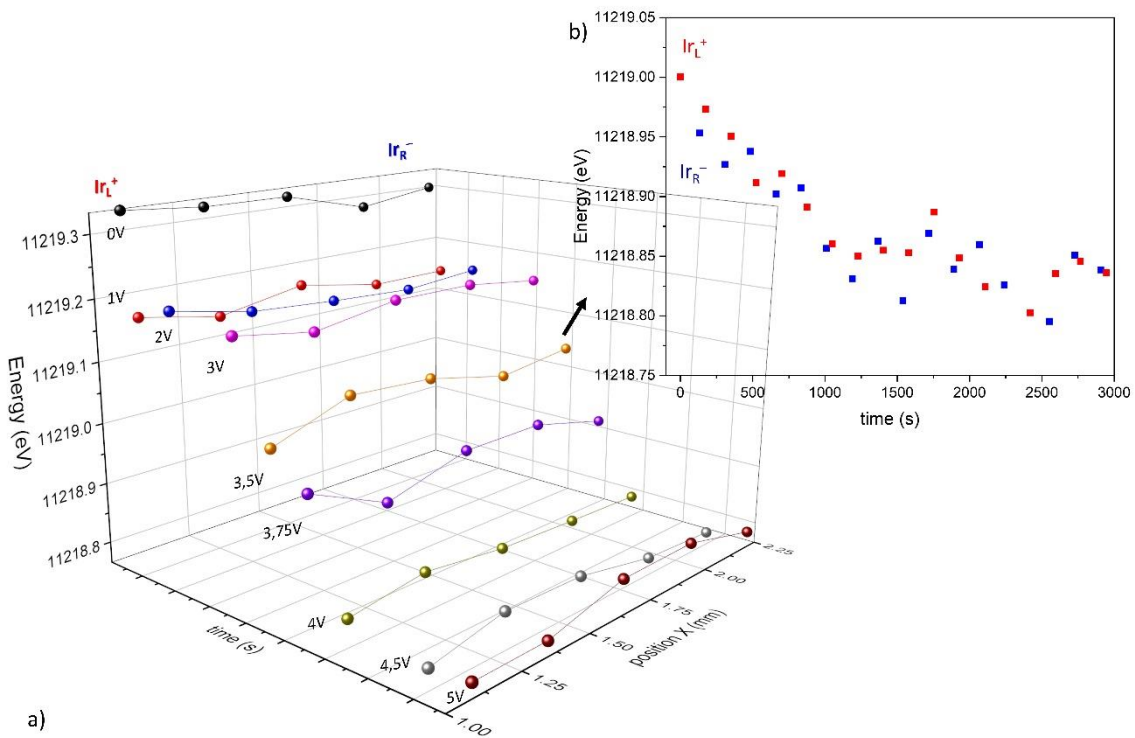 b)
11219.05
11219.00
11218.95
11218.90
11218.85
11218.80
11218.75
Energy (eV)
Ir_L^+
Ir_R^–
0
500
1000
1500
2000
2500
3000
time (s)
Ir_L^+
Ir_R^–
11219.3
11219.2
11219.1
11219.0
11218.9
11218.8
Energy (eV)
0V
1V
2V
3V
3,5V
3,75V
4V
4,5V
5V
time (s)
1.00
1.25
1.50
1.75
2.00
2.25
position X (mm)
a)